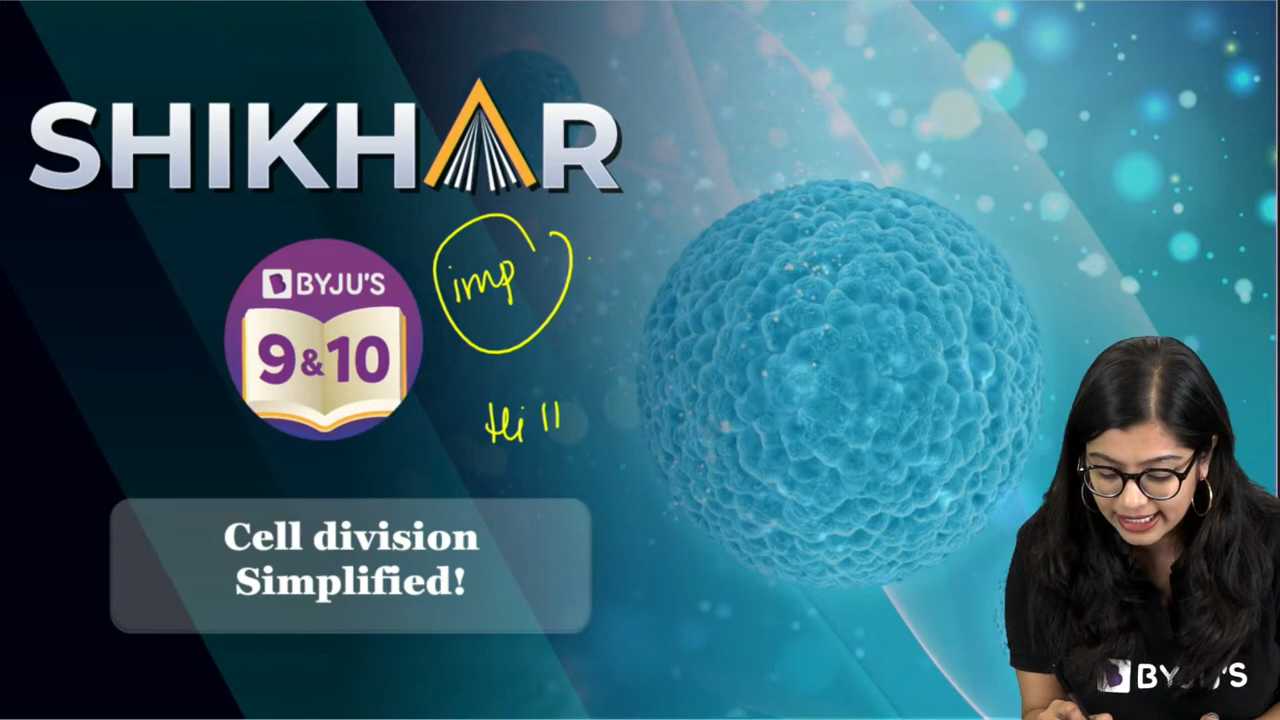 SHIKHAR
BYJU'S
9&10
imp
Hi !!
Cell division
Simplified!
BYJU'S